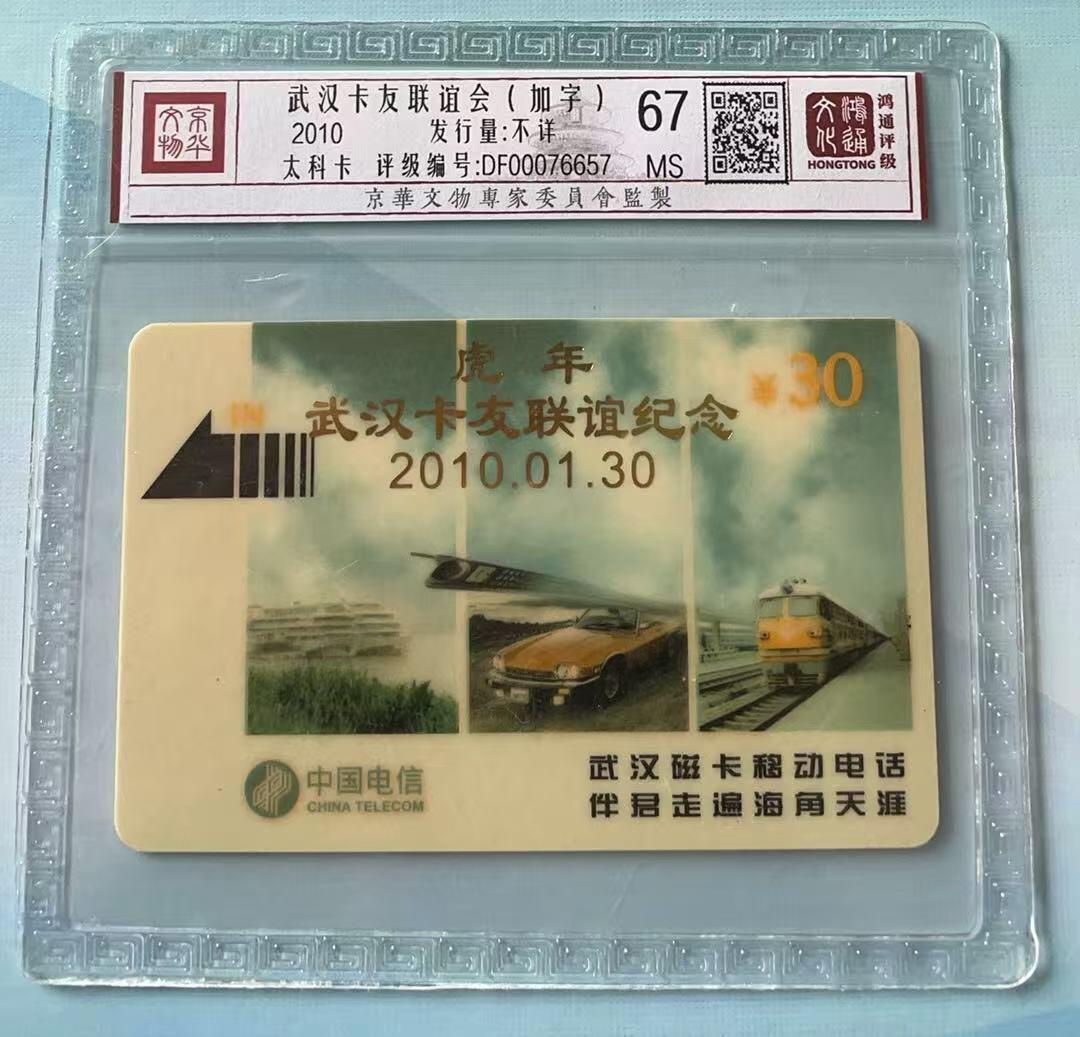 京华文物
武汉卡友联谊会(加字)
2010 发行量:不详
太科卡 评级编号:DF00076657
67
MS
京華文物專家委員會監製
鸿通文化
HONGTONG
鸿通评级
虎年
¥30
IN
武汉卡友联谊纪念
2010.01.30
中国电信
CHINA TELECOM
武汉磁卡移动电话
伴君走遍海角天涯